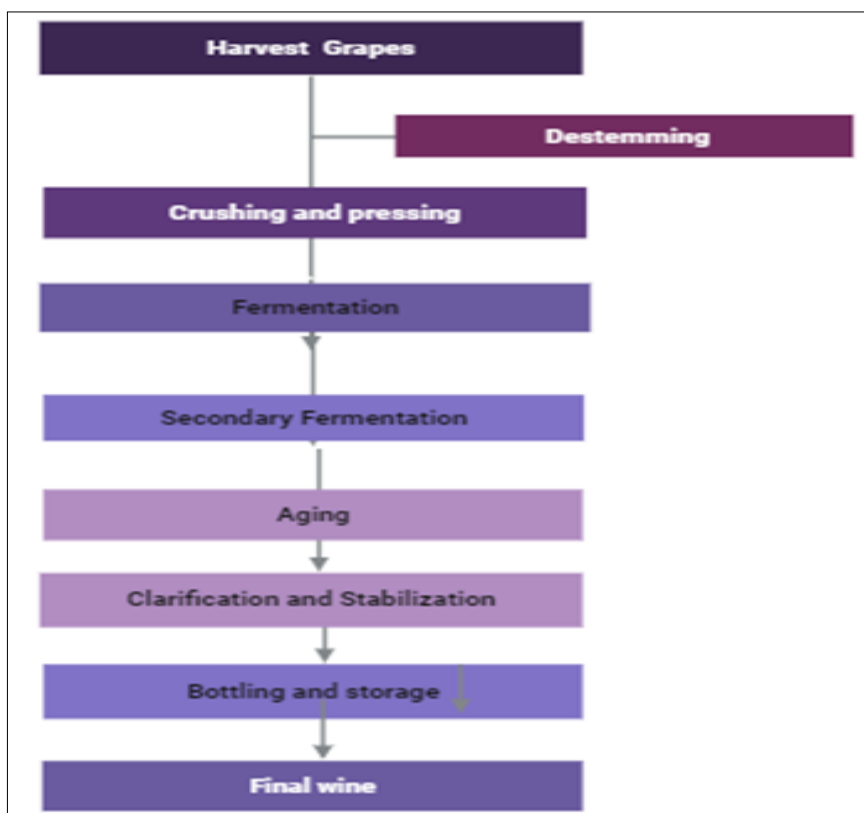 Harvest Grapes
Destemming
Crushing and pressing
Fermentation
Secondary Fermentation
Aging
Clarification and Stabilization
Bottling and storage
Final wine